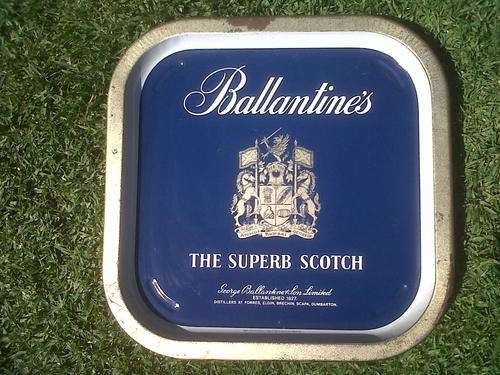 Ballantine's
THE SUPERB SCOTCH
George Ballantine & Son Limited
ESTABLISHED 1827.
DISTILLERS AT FORRES, ELGIN, BRECHIN, SCAPA, DUMBARTON.